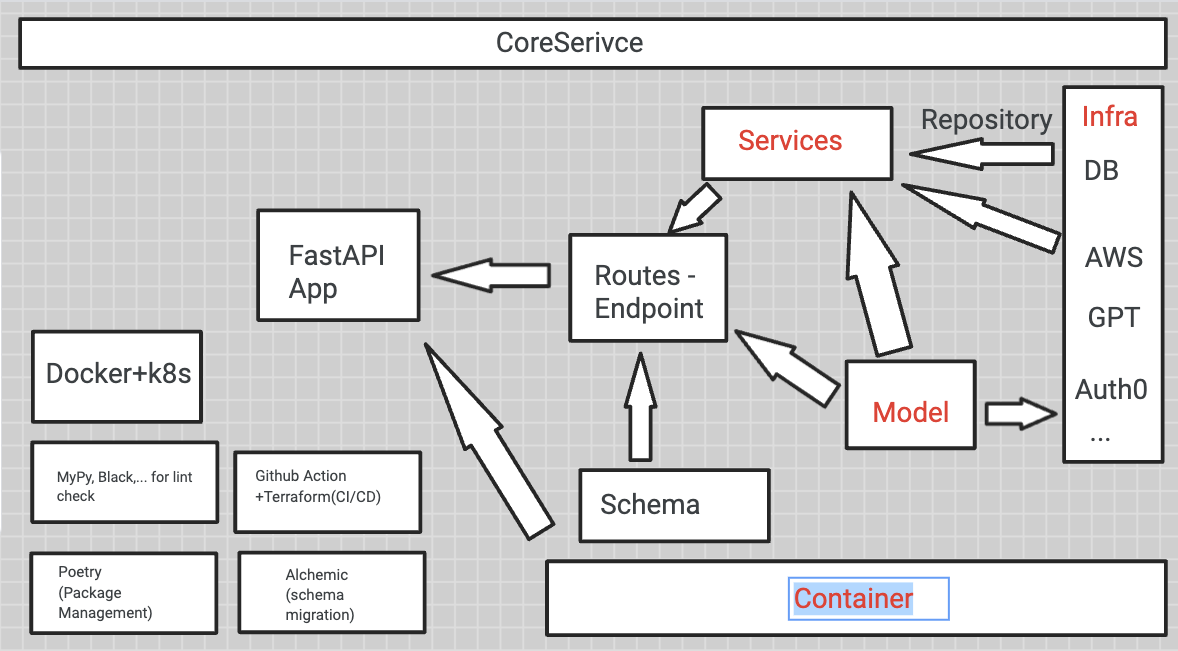 CoreSerivce
Repository
Infra
Services
DB
FastAPI
App
Routes -
Endpoint
AWS
GPT
Docker+k8s
Auth0
Model
...
MyPy, Black,... for lint
check
Github Action
+Terraform(CI/CD)
Schema
Poetry
(Package
Management)
Alchemic
(schema
migration)
Container